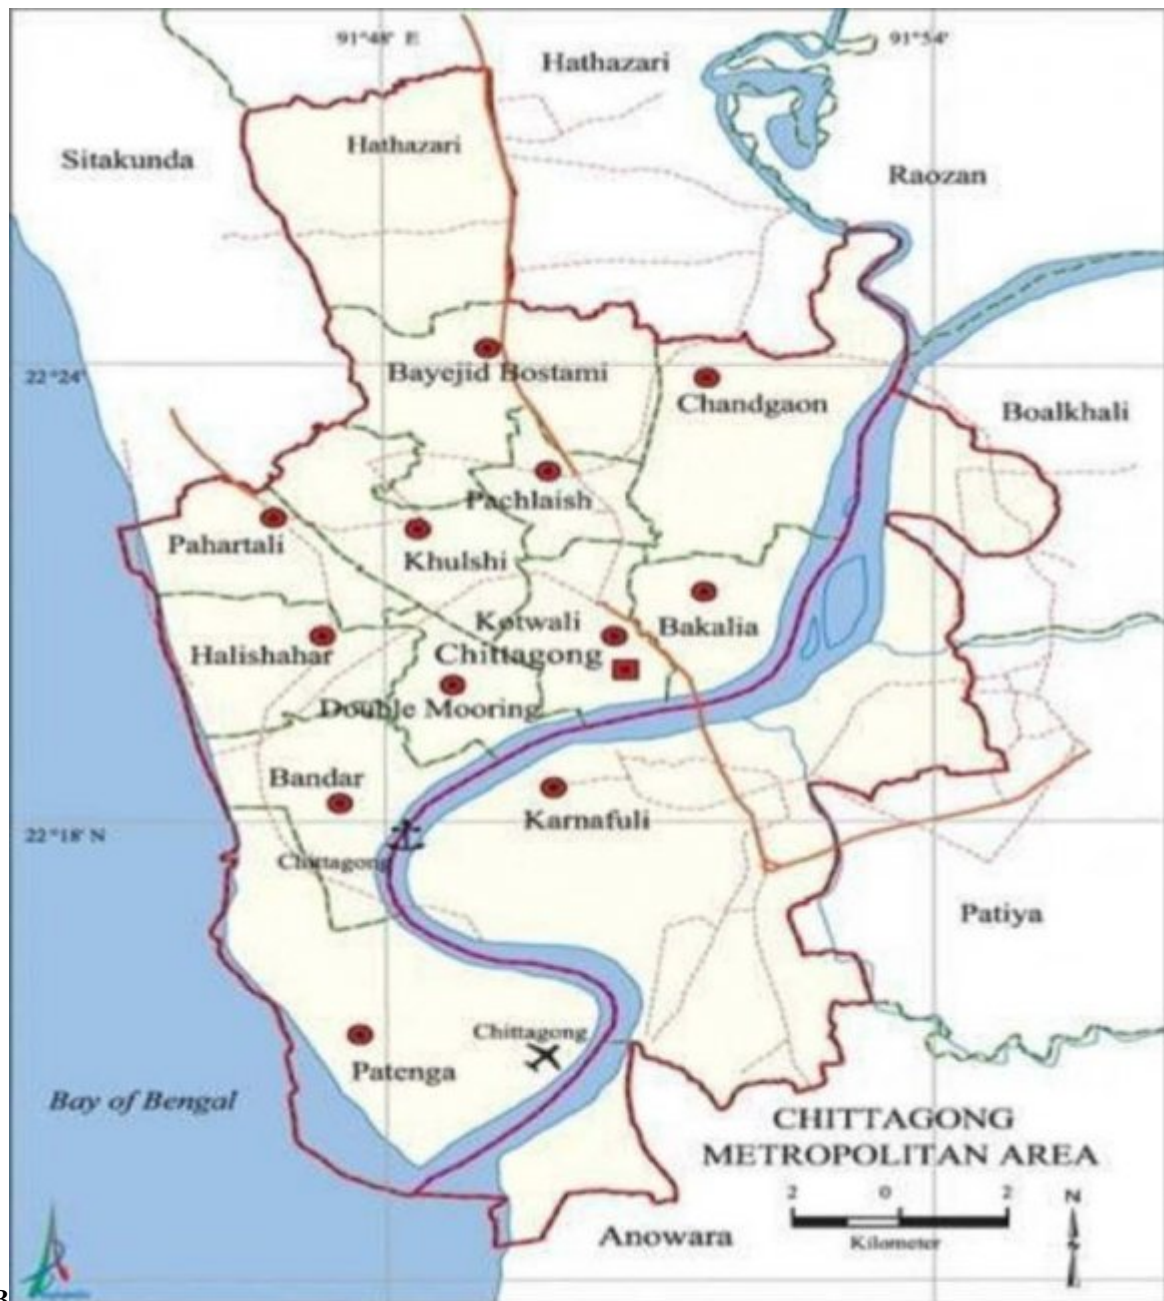 91°48' E
91°54'
Hathazari
Hathazari
Sitakunda
Raozan
Bayejid Bostami
22°24'
Chandgaon
Boalkhali
Pachlaish
Pahartali
Khulshi
Kotwali
Bakalia
Halishahar
Chittagong
Double Mooring
Bandar
Karnafuli
22°18' N
Chittagong
Patiya
Chittagong
Patenga
Bay of Bengal
CHITTAGONG
METROPOLITAN AREA
2 0 2
N
Kilometer
Anowara